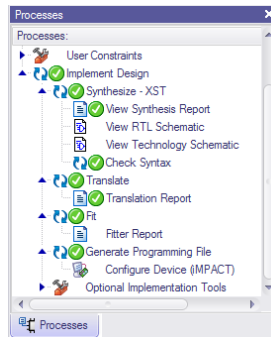 Processes
Processes:
User Constraints
Implement Design
Synthesize - XST
View Synthesis Report
View RTL Schematic
View Technology Schematic
Check Syntax
Translate
Translation Report
Fit
Fitter Report
Generate Programming File
Configure Device (iMPACT)
Optional Implementation Tools
Processes